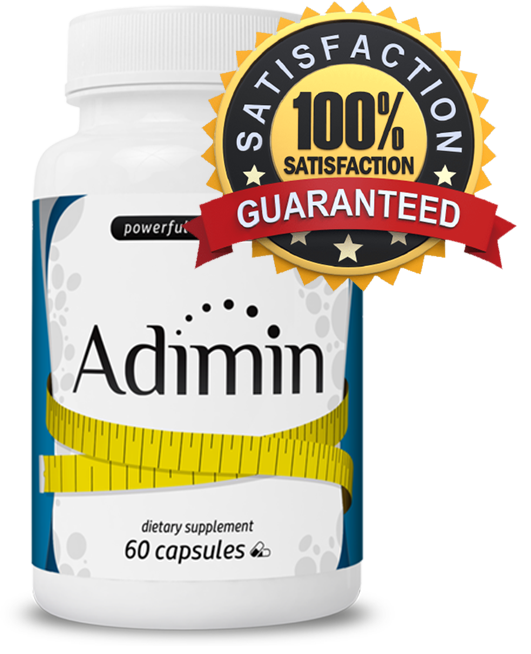 SATISFACTION
100%
SATISFACTION
GUARANTEED
powerful
Adimin
dietary supplement
60 capsules